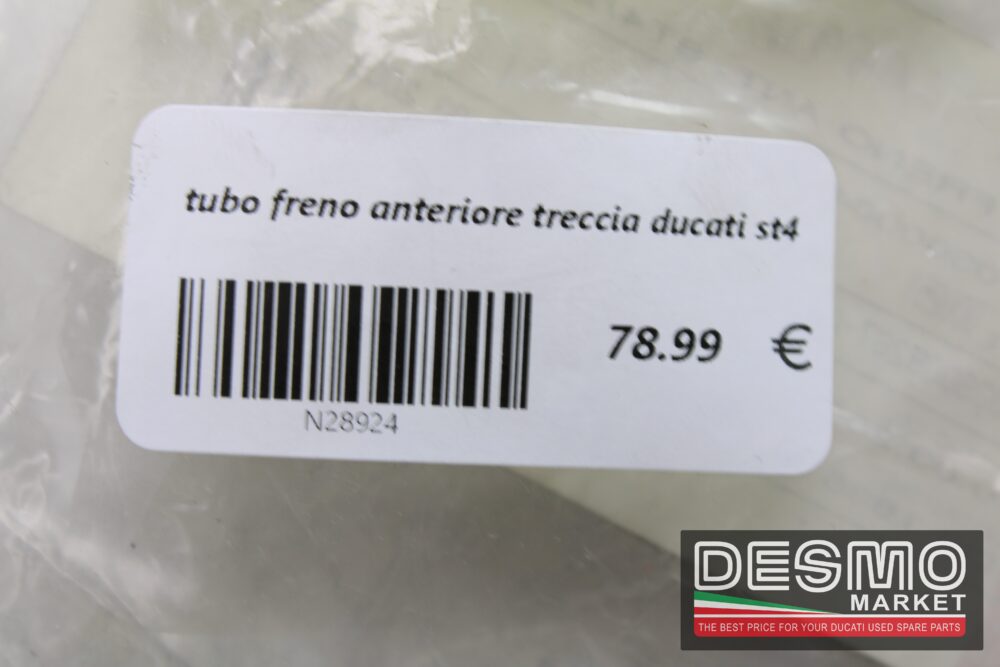 tubo freno anteriore treccia ducati st4
78.99 €
N28924
DESMO
MARKET
THE BEST PRICE FOR YOUR DUCATI USED SPARE PARTS